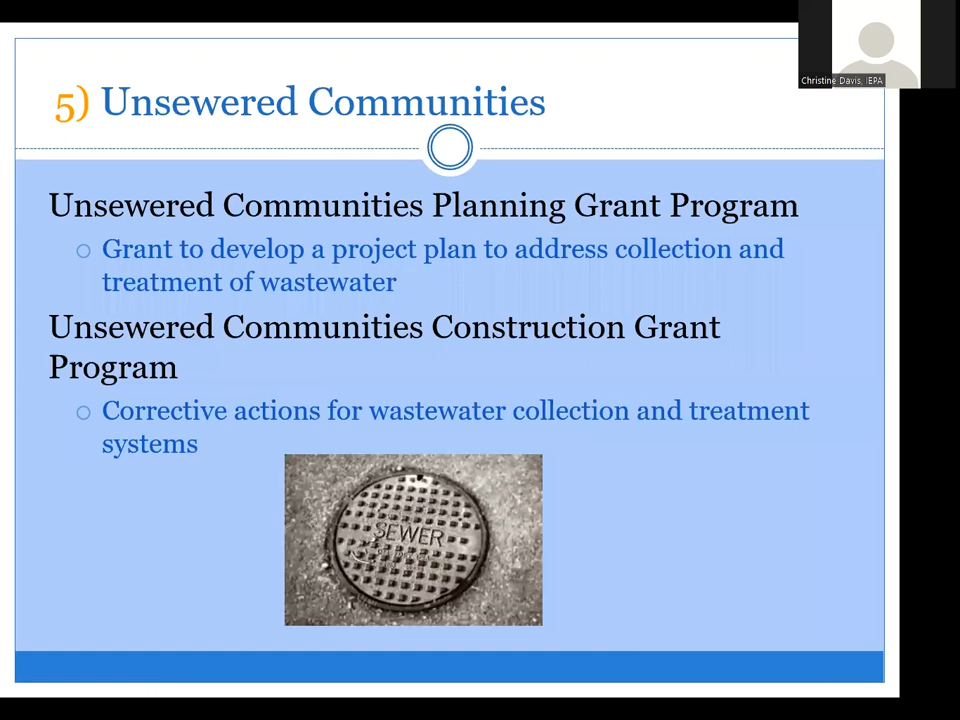 Christine Davis, IEPA
5) Unsewered Communities
Unsewered Communities Planning Grant Program
Grant to develop a project plan to address collection and
treatment of wastewater
Unsewered Communities Construction Grant
Program
Corrective actions for wastewater collection and treatment
systems
SEWER